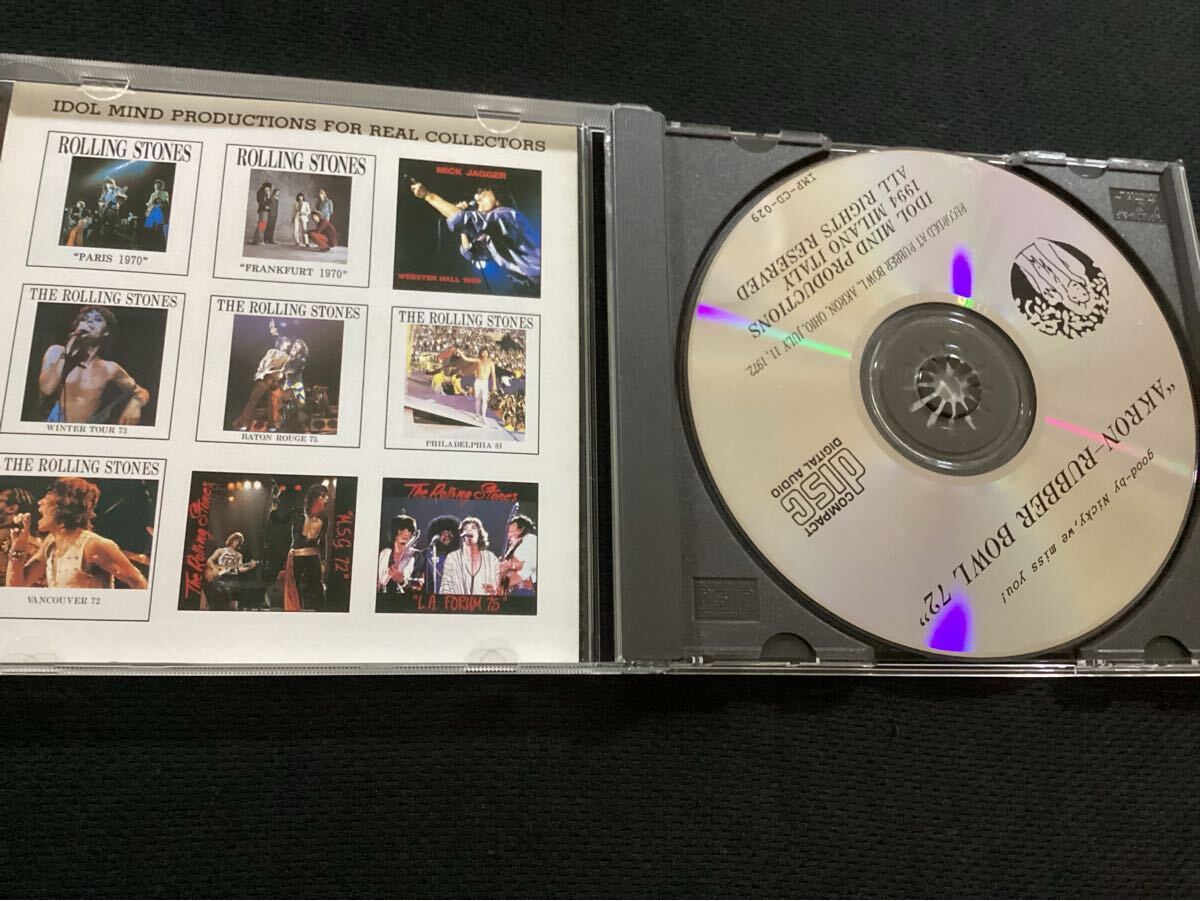 IDOL MIND PRODUCTIONS FOR REAL COLLECTORS
ROLLING STONES
"PARIS 1970"
ROLLING STONES
"FRANKFURT 1970"
MICK JAGGER
WEBSTER HALL 1993
THE ROLLING STONES
WINTER TOUR 73
THE ROLLING STONES
BATON ROUGE 75
THE ROLLING STONES
PHILADELPHIA 81
THE ROLLING STONES
VANCOUVER 72
The Rolling Stones
"M.S.G. 72"
The Rolling Stones
"L.A. FORUM 75"
"AKRON-RUBBER BOWL 72"
good-by Nicky,we miss you!
COMPACT
disc
DIGITAL AUDIO
RECORDED AT RUBBER BOWL, AKRON, OHIO, JULY 11, 1972.
IDOL MIND PRODUCTIONS
1994 MILANO ITALY
ALL RIGHTS RESERVED
IMP-CD-029